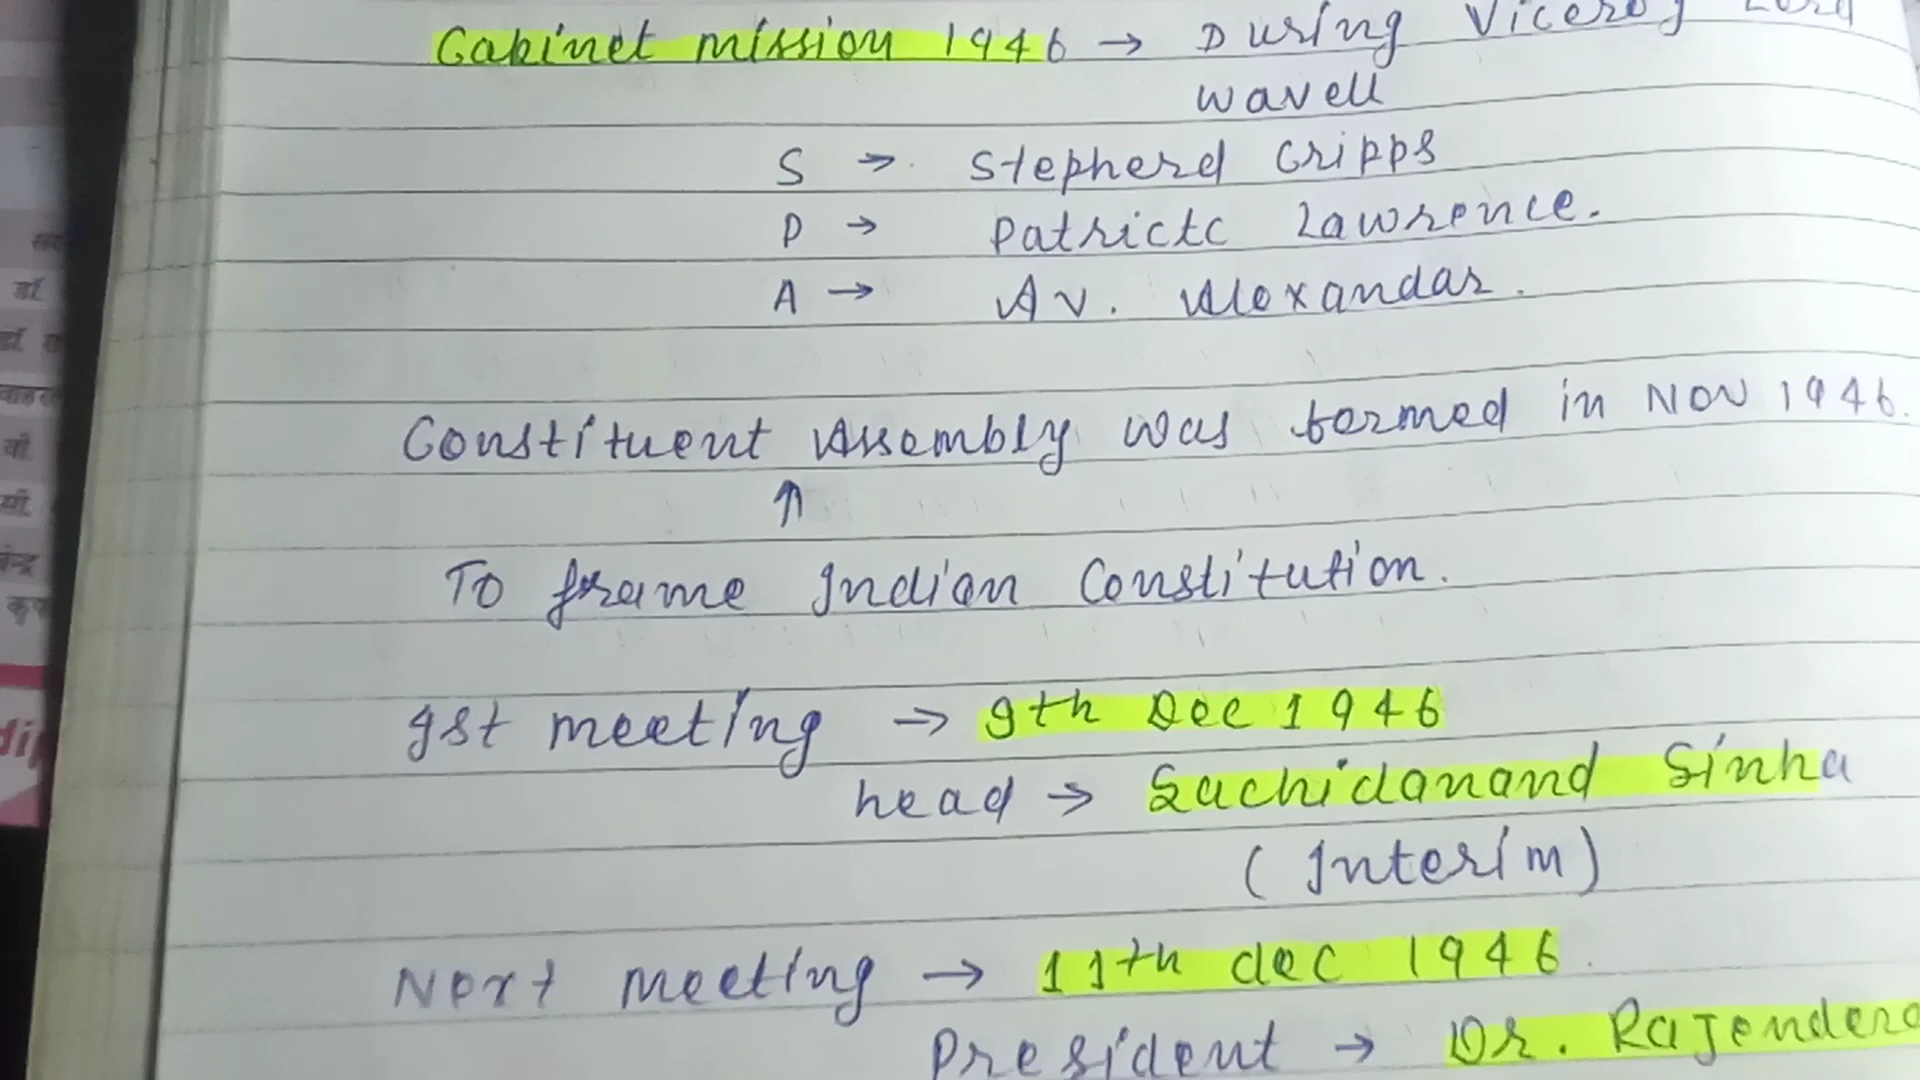 Cabinet mission 1946 → During Viceroy Lord
wavell
S → Stepherd Cripps
P → Patrictc Lawrence.
A → AV. Alexandar.
Constituent Assembly was formed in NOV 1946.
↑
To frame Indian Constitution.
1st meeting → 9th Dec 1946
head → Sachidanand Sinha
(Interim)
Next meeting → 11th dec 1946
President → Dr. Rajendera